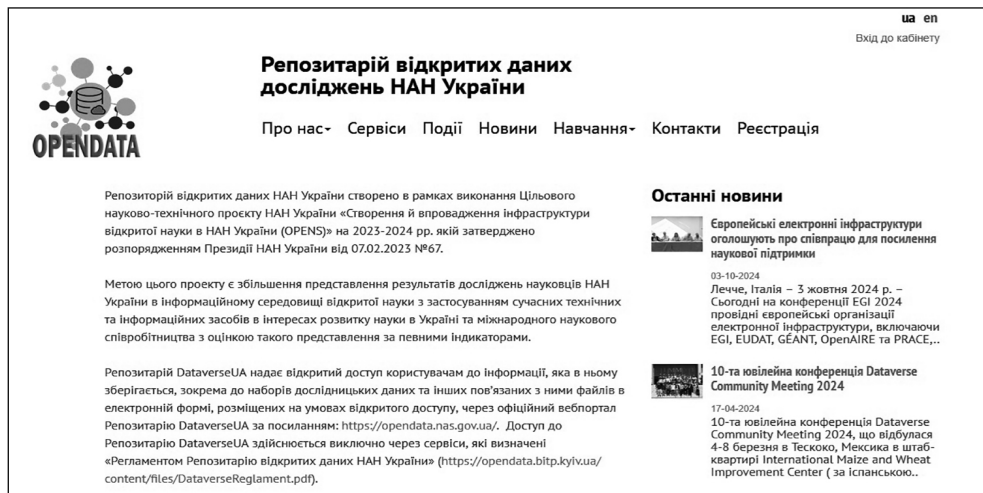 ua en
Вхід до кабінету
OPENDATA
Репозитарій відкритих даних
досліджень НАН України
Про нас Сервіси Події Новини Навчання Контакти Реєстрація
Репозиторій відкритих даних НАН України створено в рамках виконання Цільового
науково-технічного проєкту НАН України «Створення й впровадження інфраструктури
відкритої науки в НАН України (OPENS)» на 2023-2024 рр. якій затверджено
розпорядженням Президії НАН України від 07.02.2023 №67.
Метою цього проекту є збільшення представлення результатів досліджень науковців НАН
України в інформаційному середовищі відкритої науки з застосуванням сучасних технічних
та інформаційних засобів в інтересах розвитку науки в Україні та міжнародного наукового
співробітництва з оцінкою такого представлення за певними індикаторами.
Репозитарій DataverseUA надає відкритий доступ користувачам до інформації, яка в ньому
зберігається, зокрема до наборів дослідницьких даних та інших пов'язаних з ними файлів в
електронній формі, розміщених на умовах відкритого доступу, через офіційний вебпортал
Репозитарію DataverseUA за посиланням: https://opendata.nas.gov.ua/. Доступ до
Репозитарію DataverseUA здійснюється виключно через сервіси, які визначені
«Регламентом Репозитарію відкритих даних НАН України» (https://opendata.bitp.kyiv.ua/
content/files/DataverseReglament.pdf).
Останні новини
Європейські електронні інфраструктури
оголошують про співпрацю для посилення
наукової підтримки
03-10-2024
Лечче, Італія – 3 жовтня 2024 р. –
Сьогодні на конференції EGI 2024
провідні європейські організації
електронної інфраструктури, включаючи
EGI, EUDAT, GÉANT, OpenAIRE та PRACE,..
10-та ювілейна конференція Dataverse
Community Meeting 2024
17-04-2024
10-та ювілейна конференція Dataverse
Community Meeting 2024, що відбулася
4-8 березня в Тескоко, Мексика в штаб-
квартирі International Maize and Wheat
Improvement Center ( за іспанською..